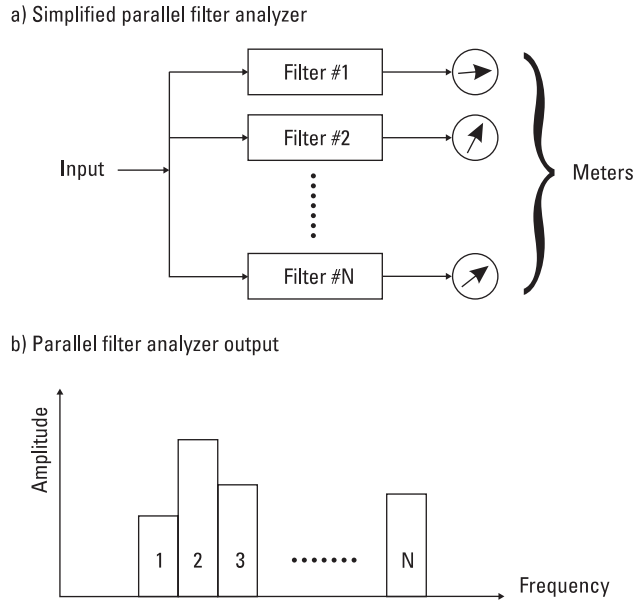 a) Simplified parallel filter analyzer
Filter #1
Filter #2
Input
Meters
Filter #N
b) Parallel filter analyzer output
Amplitude
1 2 3 N
Frequency